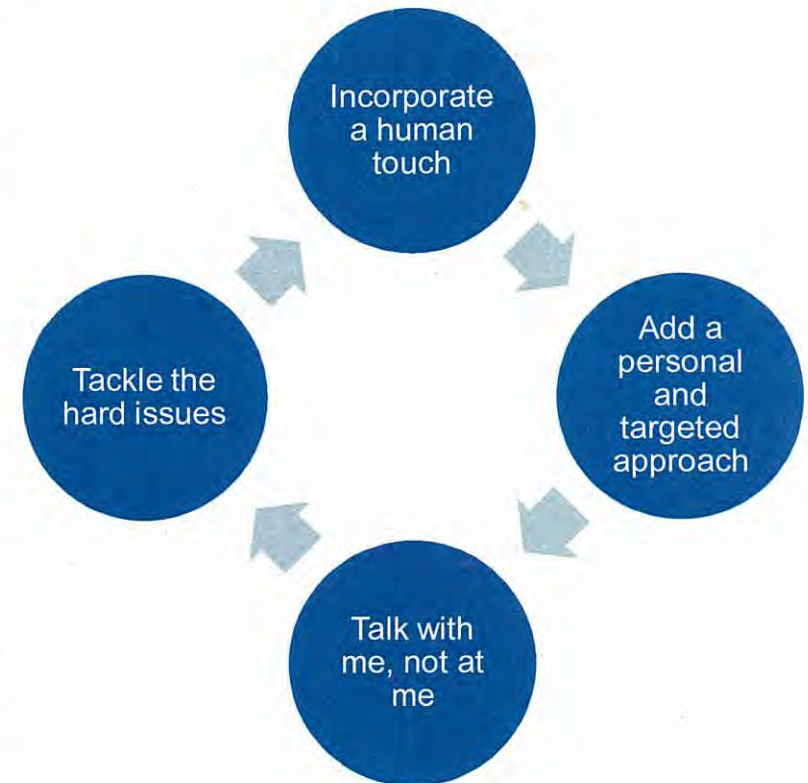 Incorporate
a human
touch
Add a
personal
and
targeted
approach
Talk with
me, not at
me
Tackle the
hard issues